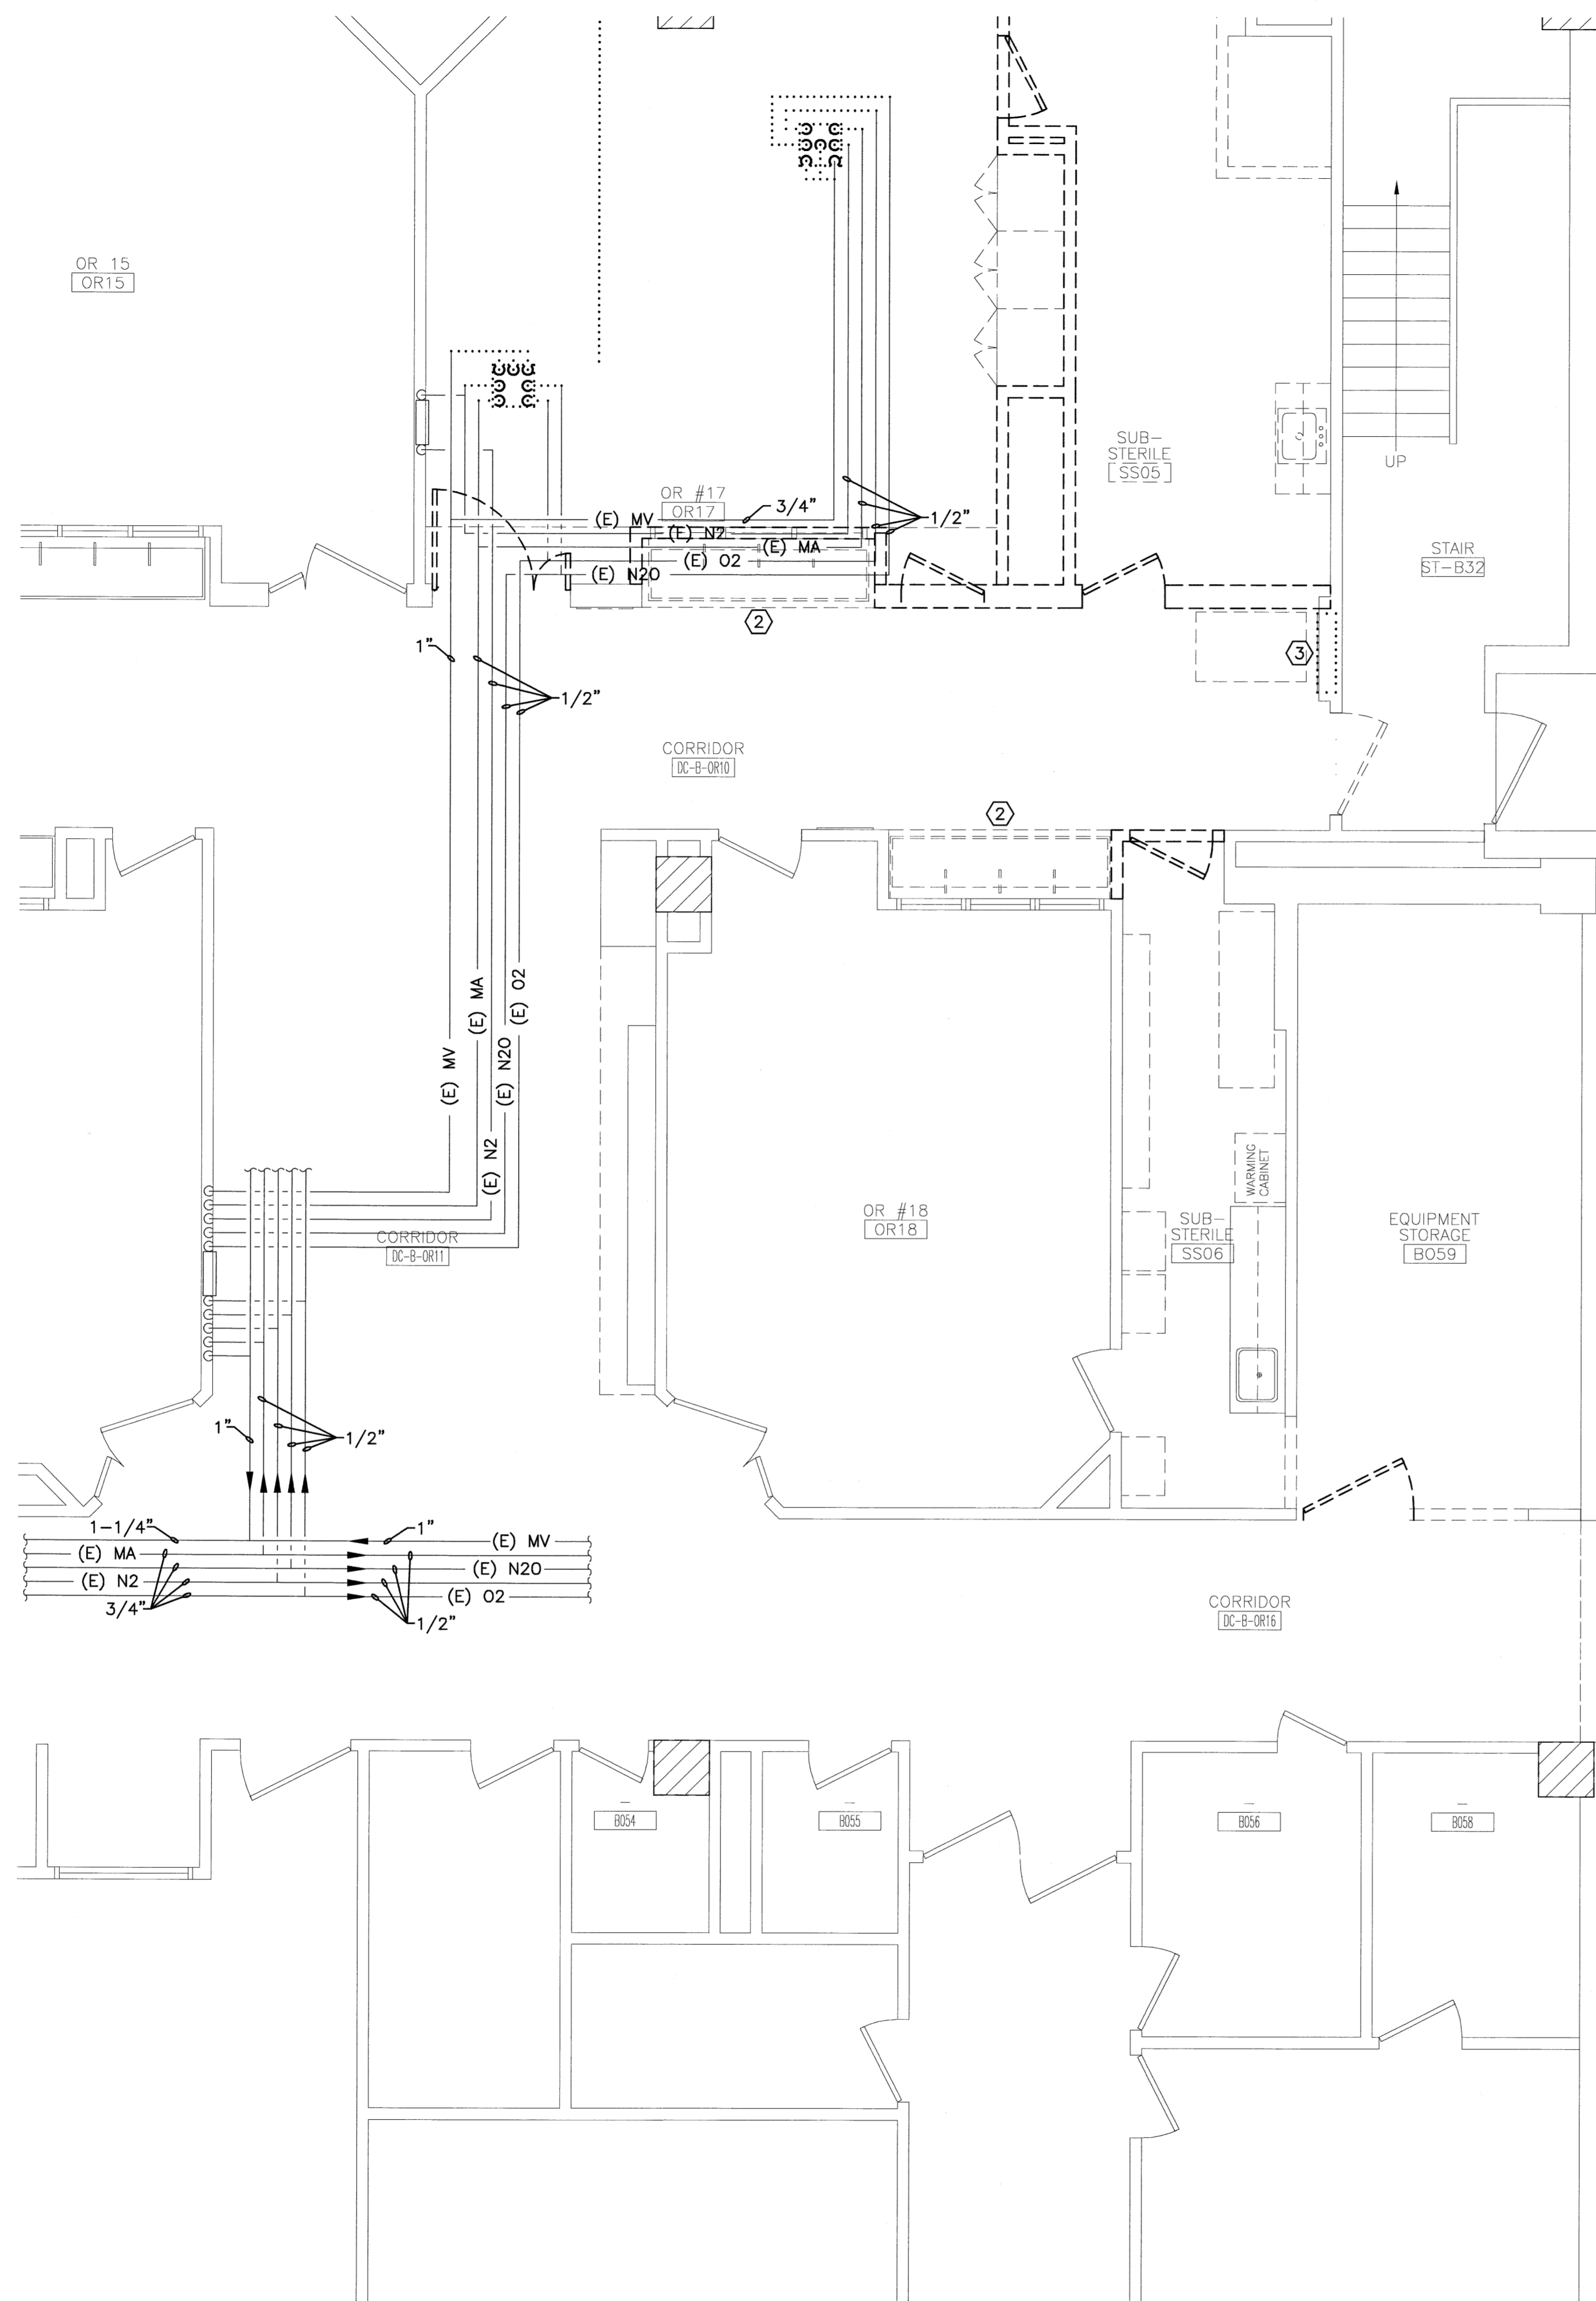 OR 15
OR15
SUB-
STERILE
SS05
UP
OR #17
OR17
3/4"
1/2"
(E) MV
(E) N2
(E) MA
(E) O2
(E) N2O
STAIR
ST-B32
2
3
1"
1/2"
CORRIDOR
DC-B-OR10
2
(E) MV
(E) MA
(E) N2
(E) N2O
(E) O2
WARMING
CABINET
OR #18
OR18
SUB-
STERILE
SS06
EQUIPMENT
STORAGE
B059
CORRIDOR
DC-B-OR11
1"
1/2"
1-1/4"
1"
(E) MV
(E) MA
(E) N2O
(E) N2
(E) O2
3/4"
1/2"
CORRIDOR
DC-B-OR16
B054
B055
B056
B058